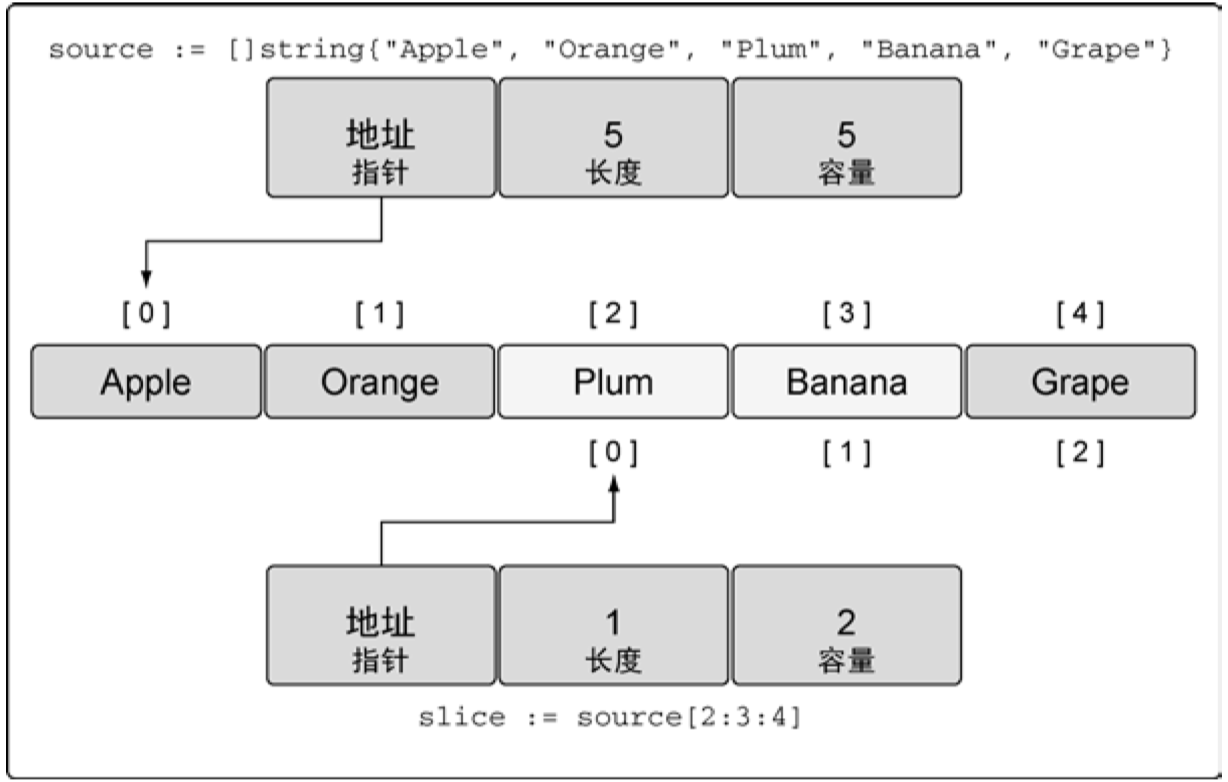 source := []string{"Apple", "Orange", "Plum", "Banana", "Grape"}
地址 5 5
指针 长度 容量
[0] [1] [2] [3] [4]
Apple Orange Plum Banana Grape
[0] [1] [2]
地址 1 2
指针 长度 容量
slice := source[2:3:4]